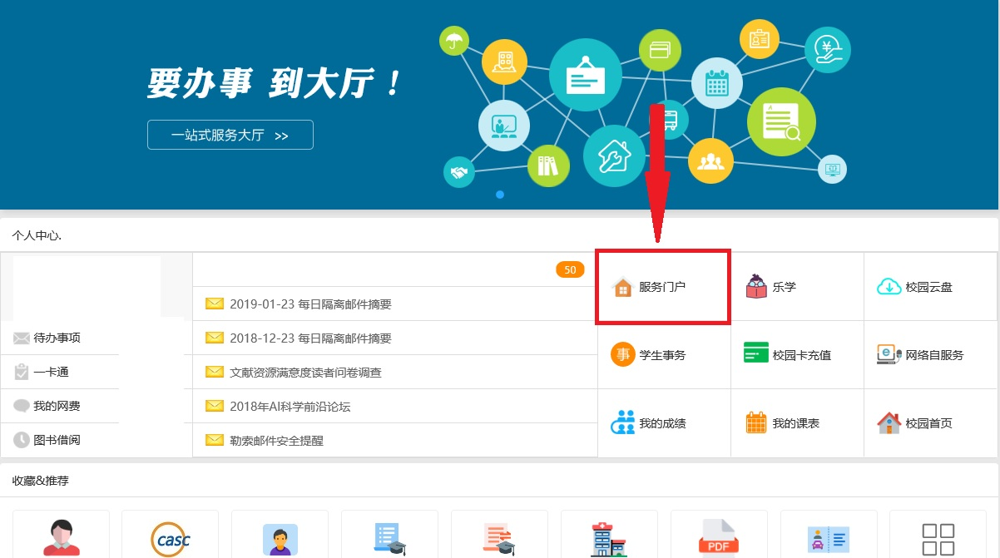 要办事 到大厅！
一站式服务大厅 >>
个人中心.
50
2019-01-23 每日隔离邮件摘要
2018-12-23 每日隔离邮件摘要
文献资源满意度读者问卷调查
2018年AI科学前沿论坛
勒索邮件安全提醒
待办事项
一卡通
我的网费
图书借阅
服务门户
乐学
校园云盘
事 学生事务
校园卡充值
网络自服务
我的成绩
我的课表
校园首页
收藏&推荐
casc
PDF